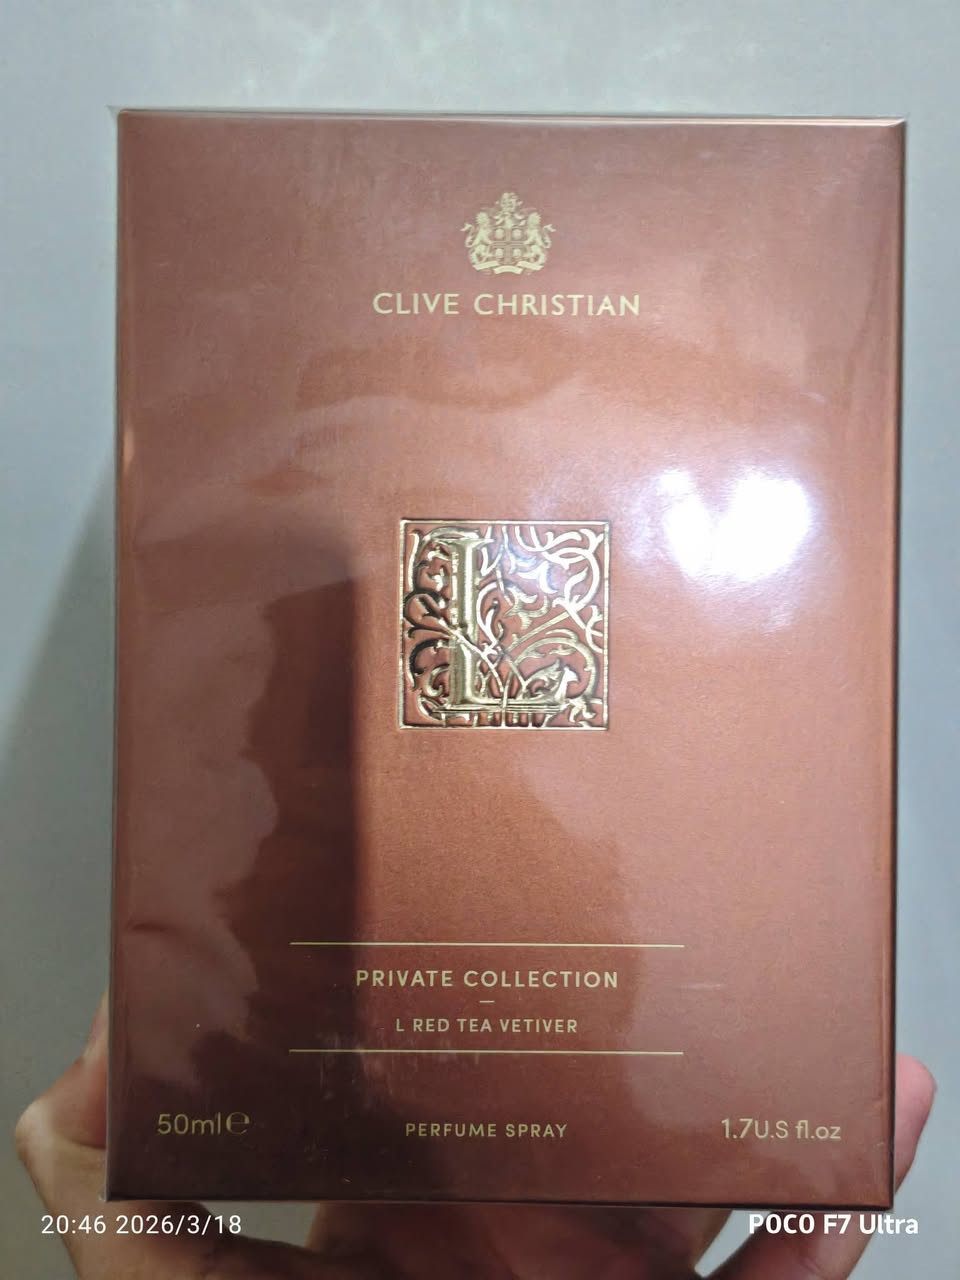 CLIVE CHRISTIAN
L
PRIVATE COLLECTION
L RED TEA VETIVER
50ml℮ PERFUME SPRAY 1.7U.S fl.oz
20:46 2026/3/18 POCO F7 Ultra